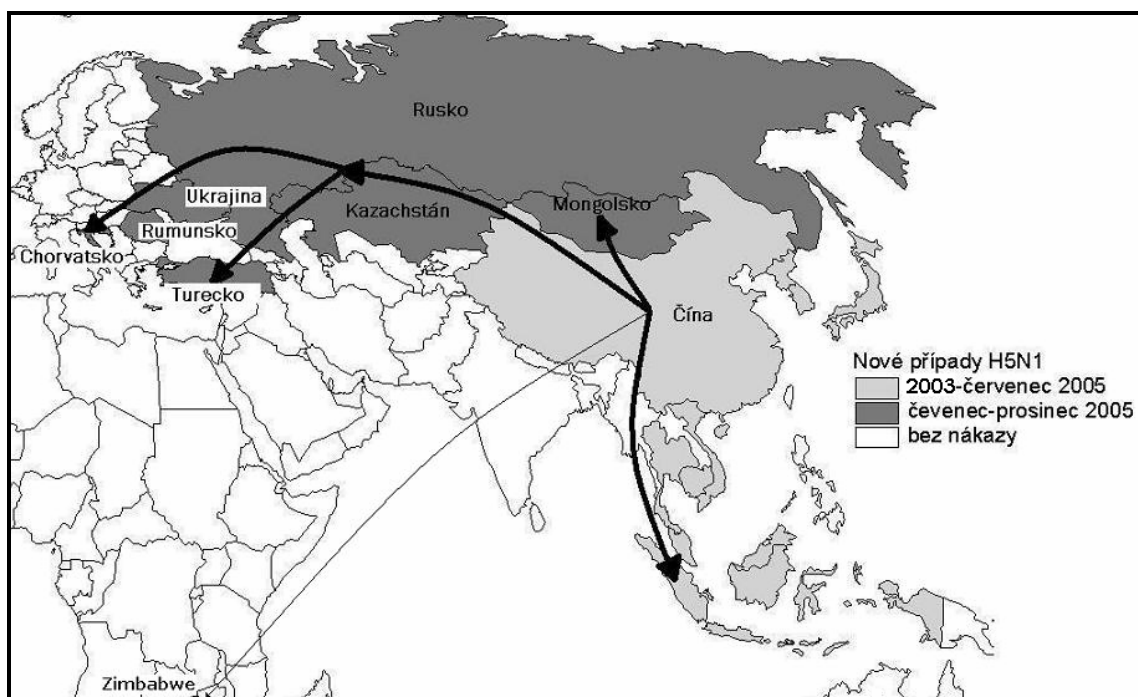 Rusko
Ukrajina
Kazachstán
Mongolsko
Rumunsko
Chorvatsko
Turecko
Čína
Nové případy H5N1
2003-červenec 2005
čevenec-prosinec 2005
bez nákazy
Zimbabwe